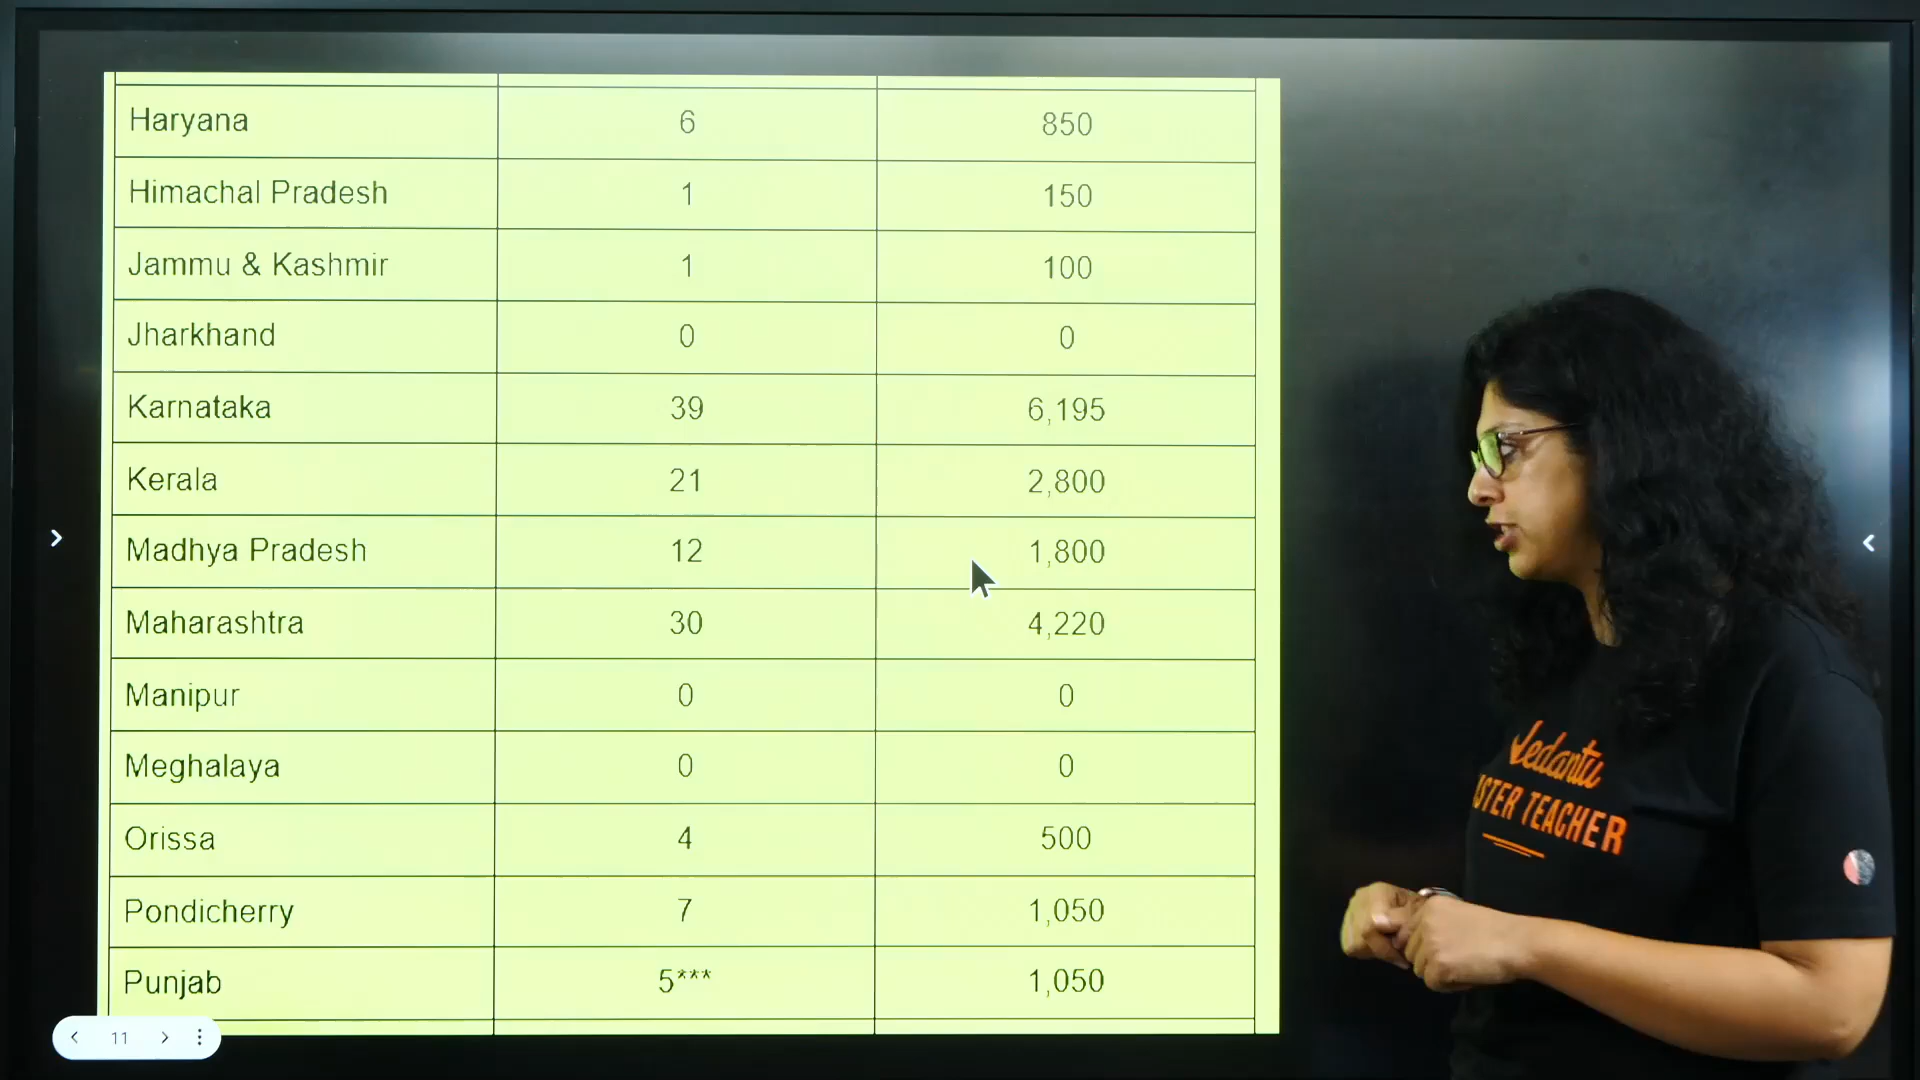 Haryana 6 850
Himachal Pradesh 1 150
Jammu & Kashmir 1 100
Jharkhand 0 0
Karnataka 39 6,195
Kerala 21 2,800
Madhya Pradesh 12 1,800
Maharashtra 30 4,220
Manipur 0 0
Meghalaya 0 0
Orissa 4 500
Pondicherry 7 1,050
Punjab 5*** 1,050
11
Vedantu
ASTER TEACHER